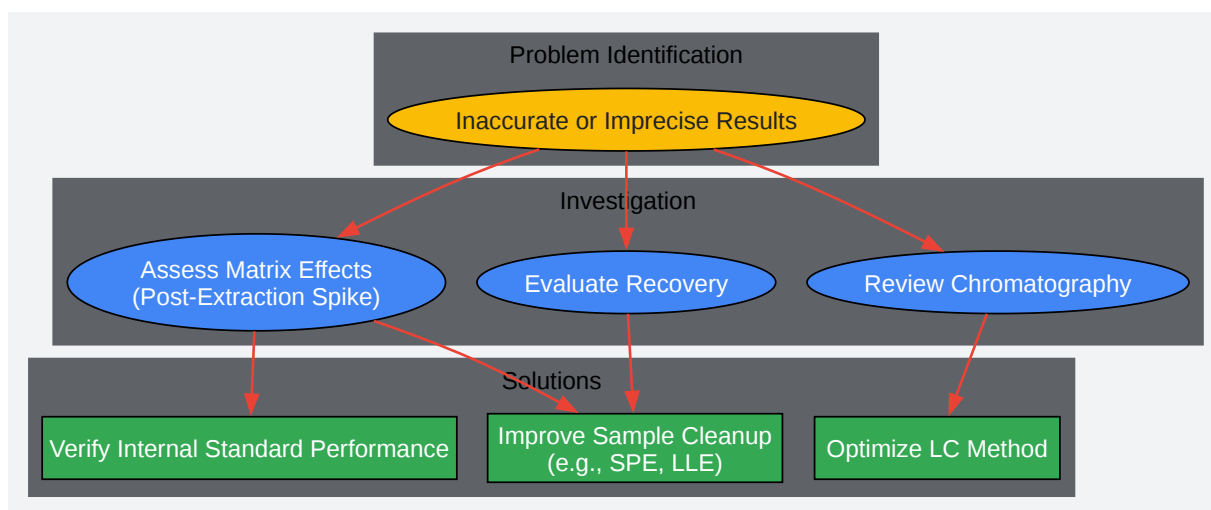 Problem Identification
Inaccurate or Imprecise Results
Investigation
Assess Matrix Effects
(Post-Extraction Spike)
Evaluate Recovery
Review Chromatography
Solutions
Verify Internal Standard Performance
Improve Sample Cleanup
(e.g., SPE, LLE)
Optimize LC Method